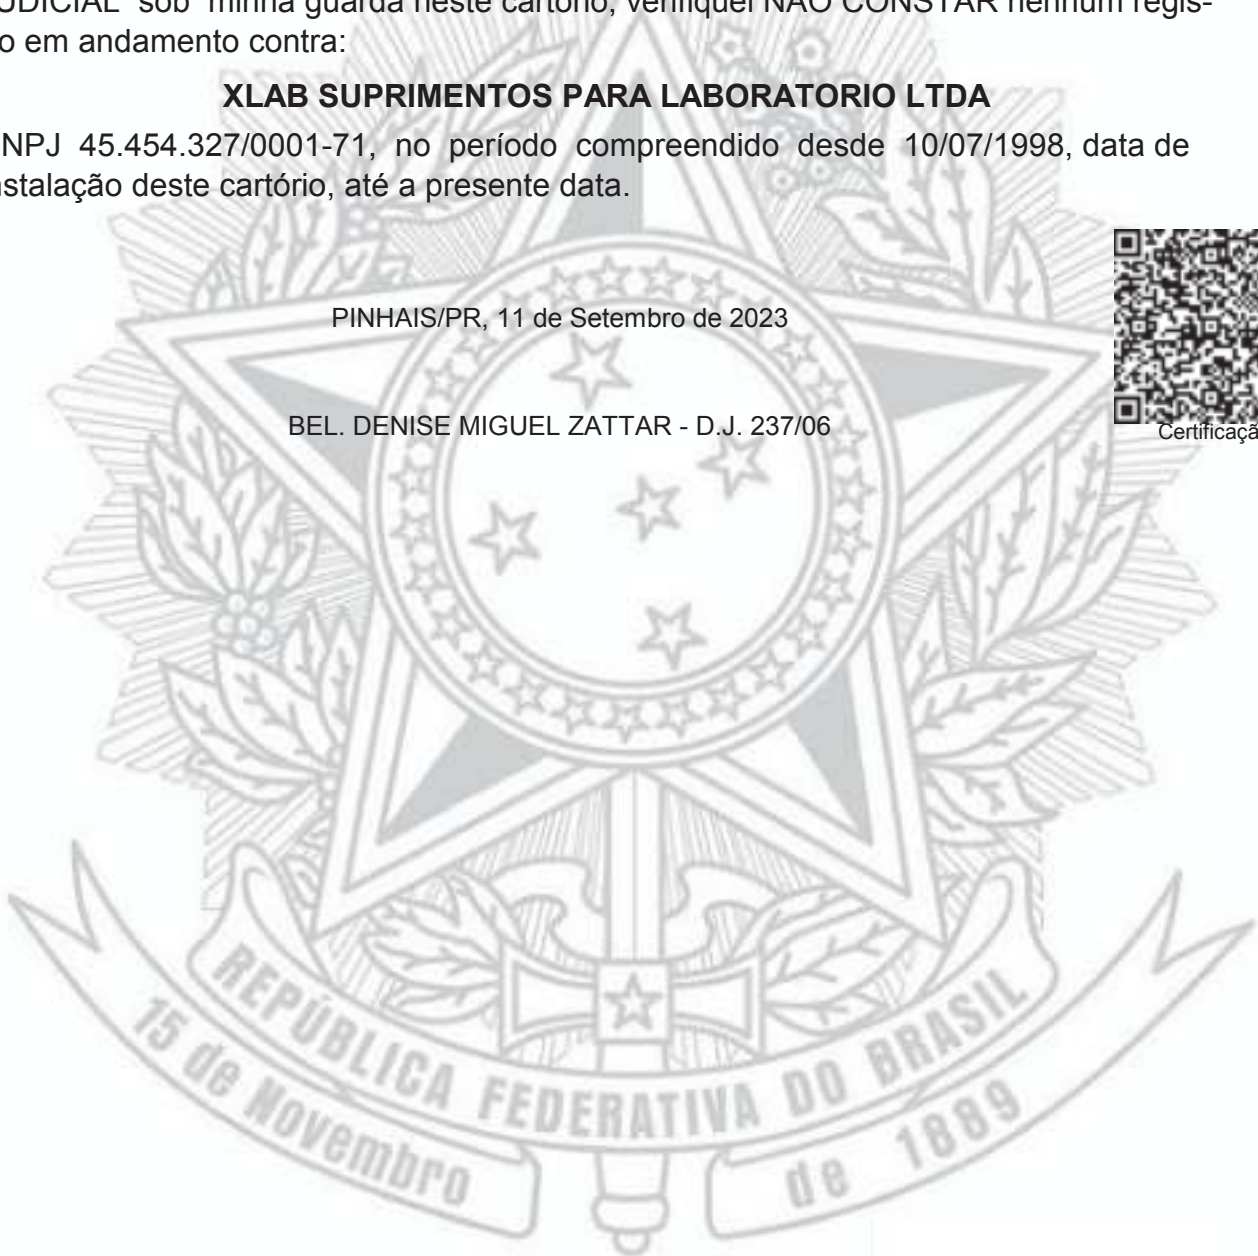 UDICIAL sob minha guarda neste cartório, verifiquei NÃO CONSTAR nenhum regis-
o em andamento contra:
XLAB SUPRIMENTOS PARA LABORATORIO LTDA
NPJ 45.454.327/0001-71, no período compreendido desde 10/07/1998, data de
nstalação deste cartório, até a presente data.
PINHAIS/PR, 11 de Setembro de 2023
BEL. DENISE MIGUEL ZATTAR - D.J. 237/06
Certificaçã
REPÚBLICA FEDERATIVA DO BRASIL
15 de Novembro de 1889